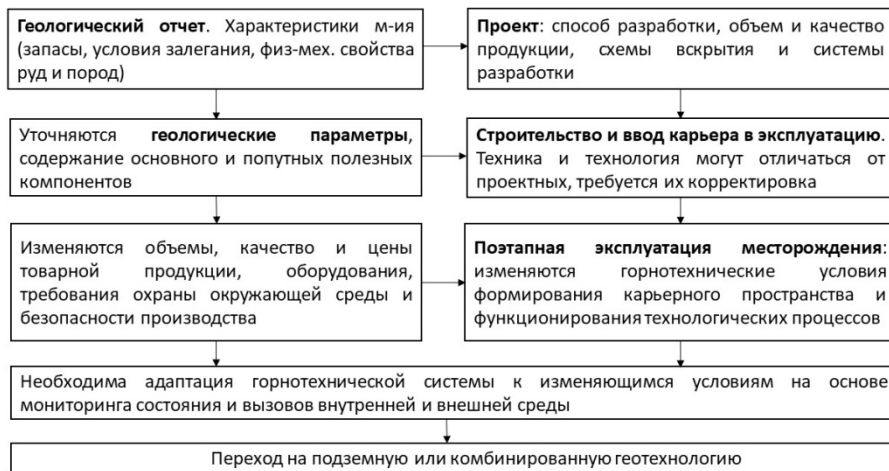 Геологический отчет. Характеристики м-ия
(запасы, условия залегания, физ-мех. свойства
руд и пород)
Проект: способ разработки, объем и качество
продукции, схемы вскрытия и системы
разработки
Уточняются геологические параметры,
содержание основного и попутных полезных
компонентов
Строительство и ввод карьера в эксплуатацию.
Техника и технология могут отличаться от
проектных, требуется их корректировка
Изменяются объемы, качество и цены
товарной продукции, оборудования,
требования охраны окружающей среды и
безопасности производства
Поэтапная эксплуатация месторождения:
изменяются горнотехнические условия
формирования карьерного пространства и
функционирования технологических процессов
Необходима адаптация горнотехнической системы к изменяющимся условиям на основе
мониторинга состояния и вызовов внутренней и внешней среды
Переход на подземную или комбинированную геотехнологию